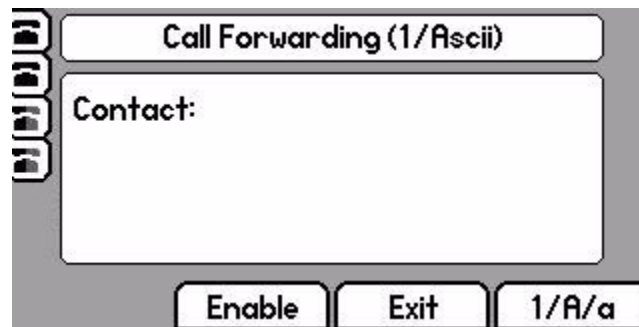 Call Forwarding (1/Ascii)
Contact:
Enable Exit 1/A/a